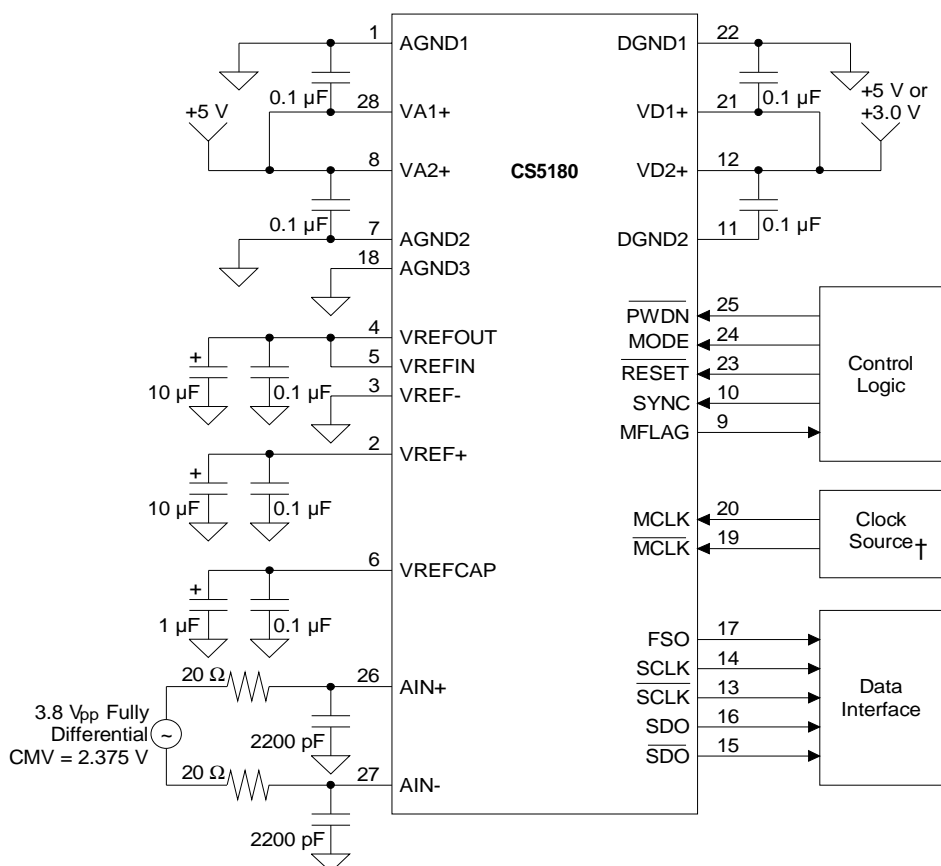 1
AGND1
DGND1
22
0.1 µF
0.1 µF
+5 V
28
VA1+
VD1+
21
+5 V or
+3.0 V
8
VA2+
CS5180
VD2+
12
0.1 µF
0.1 µF
7
AGND2
DGND2
11
18
AGND3
PWDN
25
4
VREFOUT
MODE
24
+
5
VREFIN
RESET
23
Control
Logic
10 µF
0.1 µF
3
VREF-
SYNC
10
MFLAG
9
2
VREF+
+
10 µF
0.1 µF
MCLK
20
MCLK
19
Clock
Source†
6
VREFCAP
+
1 µF
0.1 µF
FSO
17
SCLK
14
SCLK
13
SDO
16
SDO
15
Data
Interface
20 Ω
26
AIN+
3.8 Vpp Fully
Differential
CMV = 2.375 V
~
2200 pF
20 Ω
27
AIN-
2200 pF